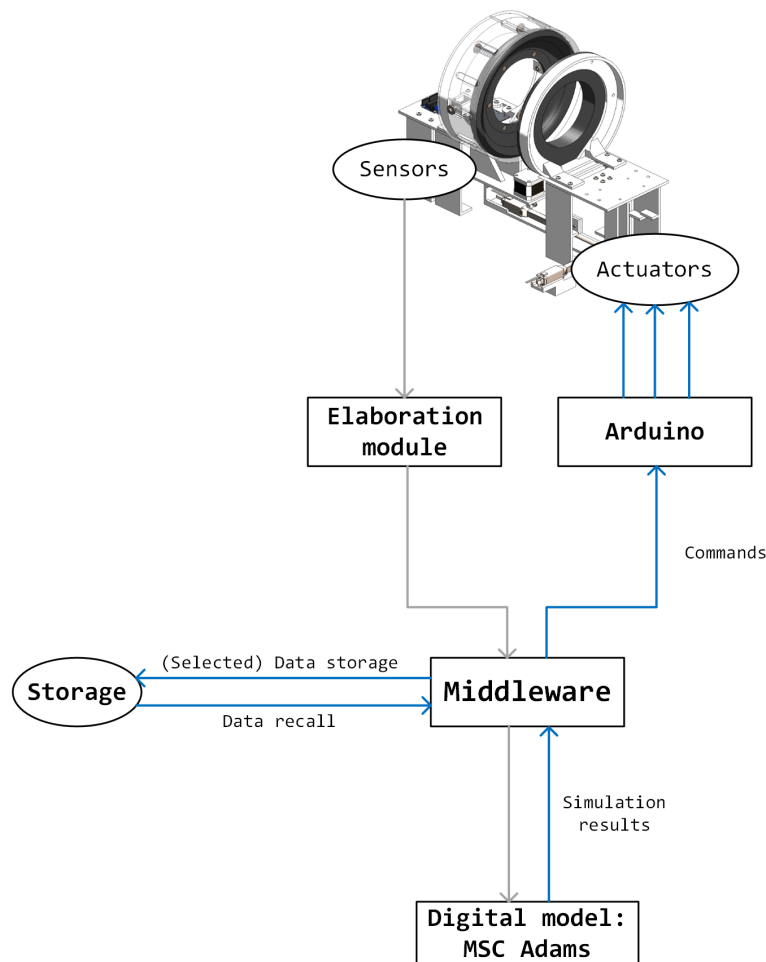 Sensors
Actuators
Elaboration
module
Arduino
Commands
(Selected) Data storage
Storage
Middleware
Data recall
Simulation
results
Digital model:
MSC Adams